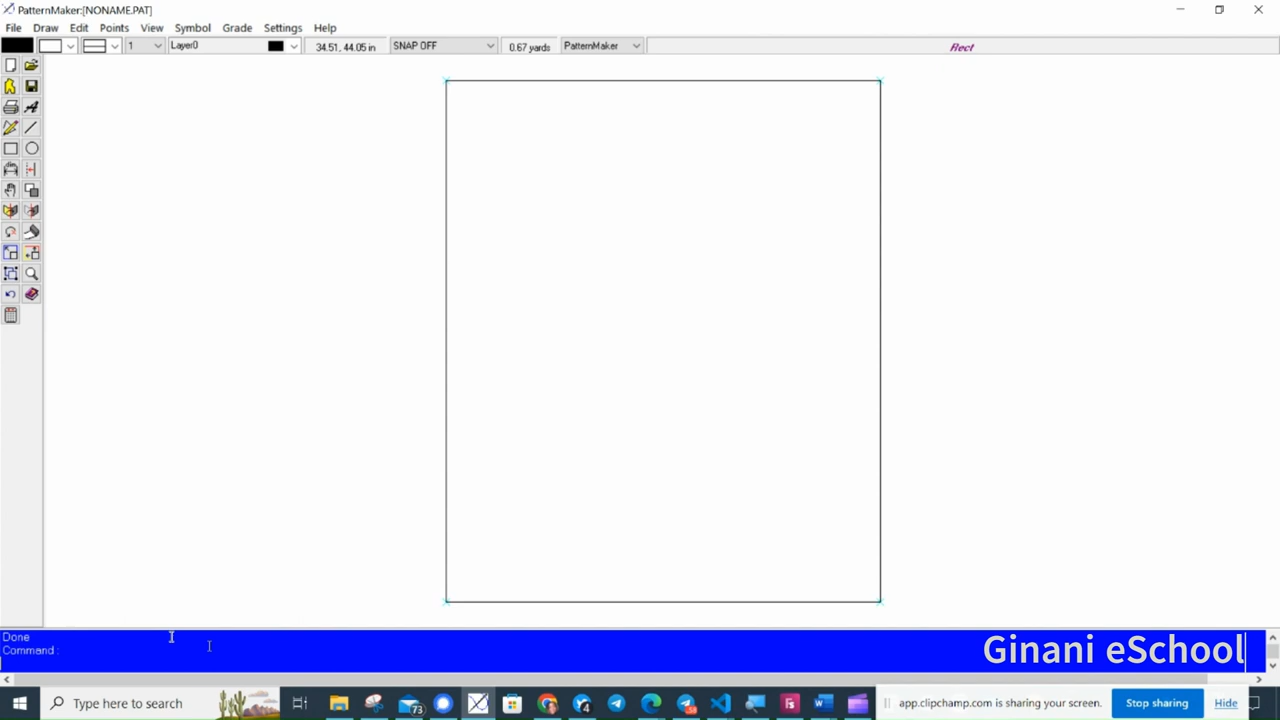 PatternMaker:[NONAME.PAT]
File Draw Edit Points View Symbol Grade Settings Help
1 Layer0 34.51, 44.05 in SNAP OFF 0.67 yards PatternMaker Rect
Done
Command :
Ginani eSchool
Type here to search
73
app.clipchamp.com is sharing your screen.
Stop sharing
Hide